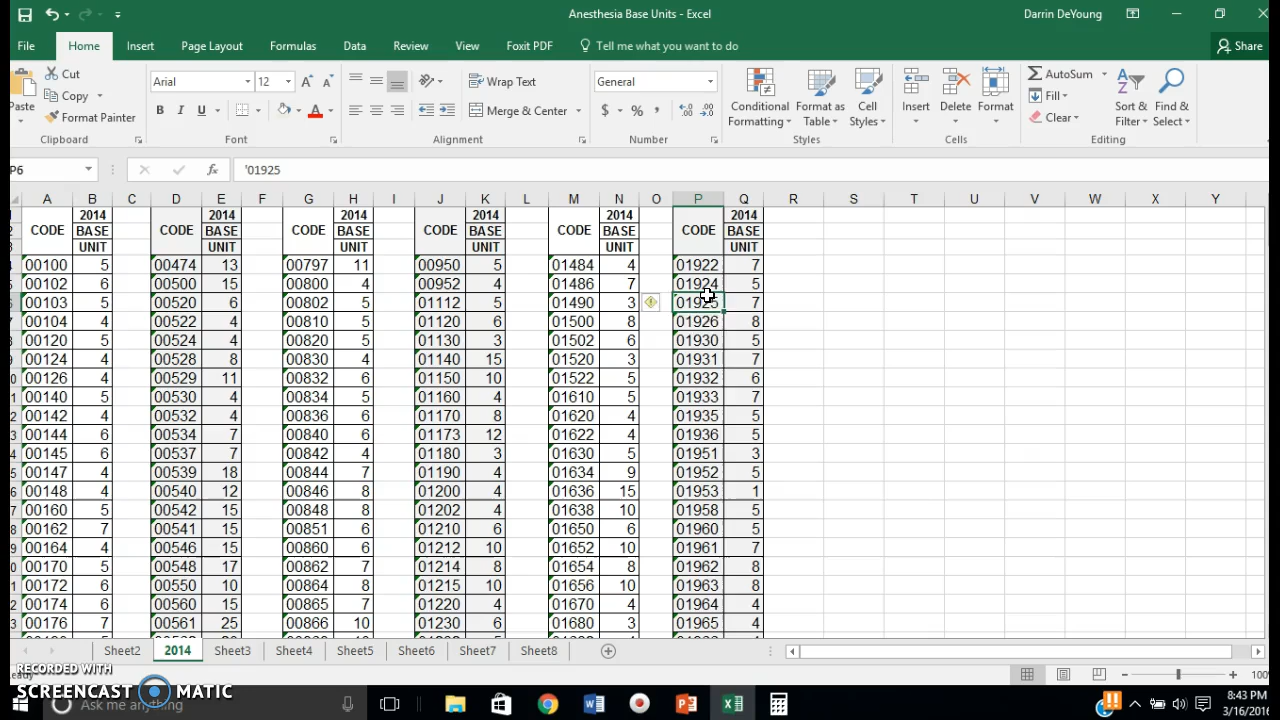 Anesthesia Base Units - Excel
Darrin DeYoung
File Home Insert Page Layout Formulas Data Review View Foxit PDF Tell me what you want to do Share
Paste
Cut
Copy
Format Painter
Clipboard
Arial 12
B I U
Font
Wrap Text
Merge & Center
Alignment
General
$ % ,
Number
Conditional Formatting
Format as Table
Cell Styles
Styles
Insert
Delete
Format
Cells
AutoSum
Fill
Clear
Sort & Filter
Find & Select
Editing
P6 fx '01925
A B C D E F G H I J K L M N O P Q R S T U V W X Y
CODE 2014 BASE UNIT CODE 2014 BASE UNIT CODE 2014 BASE UNIT CODE 2014 BASE UNIT CODE 2014 BASE UNIT CODE 2014 BASE UNIT
00100 5 00474 13 00797 11 00950 5 01484 4 01922 7
00102 6 00500 15 00800 4 00952 4 01486 7 01924 5
00103 5 00520 6 00802 5 01112 5 01490 3 01925 7
00104 4 00522 4 00810 5 01120 6 01500 8 01926 8
00120 5 00524 4 00820 5 01130 3 01502 6 01930 5
00124 4 00528 8 00830 4 01140 15 01520 3 01931 7
00126 4 00529 11 00832 6 01150 10 01522 5 01932 6
00140 5 00530 4 00834 5 01160 4 01610 5 01933 7
00142 4 00532 4 00836 6 01170 8 01620 4 01935 5
00144 6 00534 7 00840 6 01173 12 01622 4 01936 5
00145 6 00537 7 00842 4 01180 3 01630 5 01951 3
00147 4 00539 18 00844 7 01190 4 01634 9 01952 5
00148 4 00540 12 00846 8 01200 4 01636 15 01953 1
00160 5 00542 15 00848 8 01202 4 01638 10 01958 5
00162 7 00541 15 00851 6 01210 6 01650 6 01960 5
00164 4 00546 15 00860 6 01212 10 01652 10 01961 7
00170 5 00548 17 00862 7 01214 8 01654 8 01962 8
00172 6 00550 10 00864 8 01215 10 01656 10 01963 8
00174 6 00560 15 00865 7 01220 4 01670 4 01964 4
00176 7 00561 25 00866 10 01230 6 01680 3 01965 4
Sheet2 2014 Sheet3 Sheet4 Sheet5 Sheet6 Sheet7 Sheet8
RECORDED WITH
SCREENCAST MATIC
Ask me anything
8:43 PM
3/16/2016